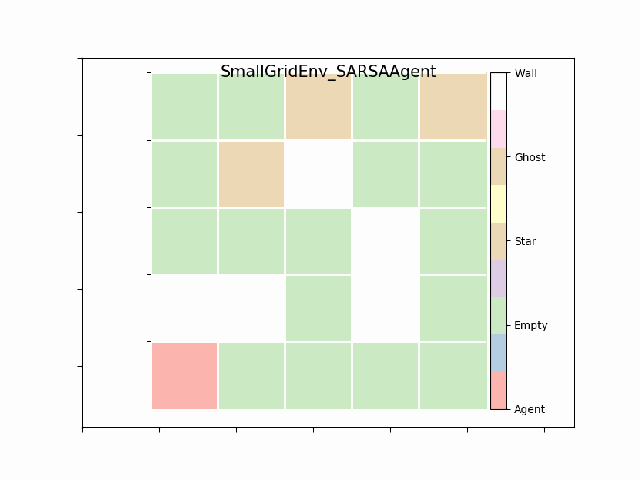 SmallGridEnv_SARSAAgent
Wall
Ghost
Star
Empty
Agent